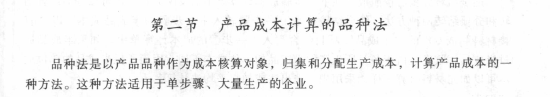 第二节 产品成本计算的品种法
品种法是以产品品种作为成本核算对象，归集和分配生产成本，计算产品成本的一
种方法。这种方法适用于单步骤、大量生产的企业。